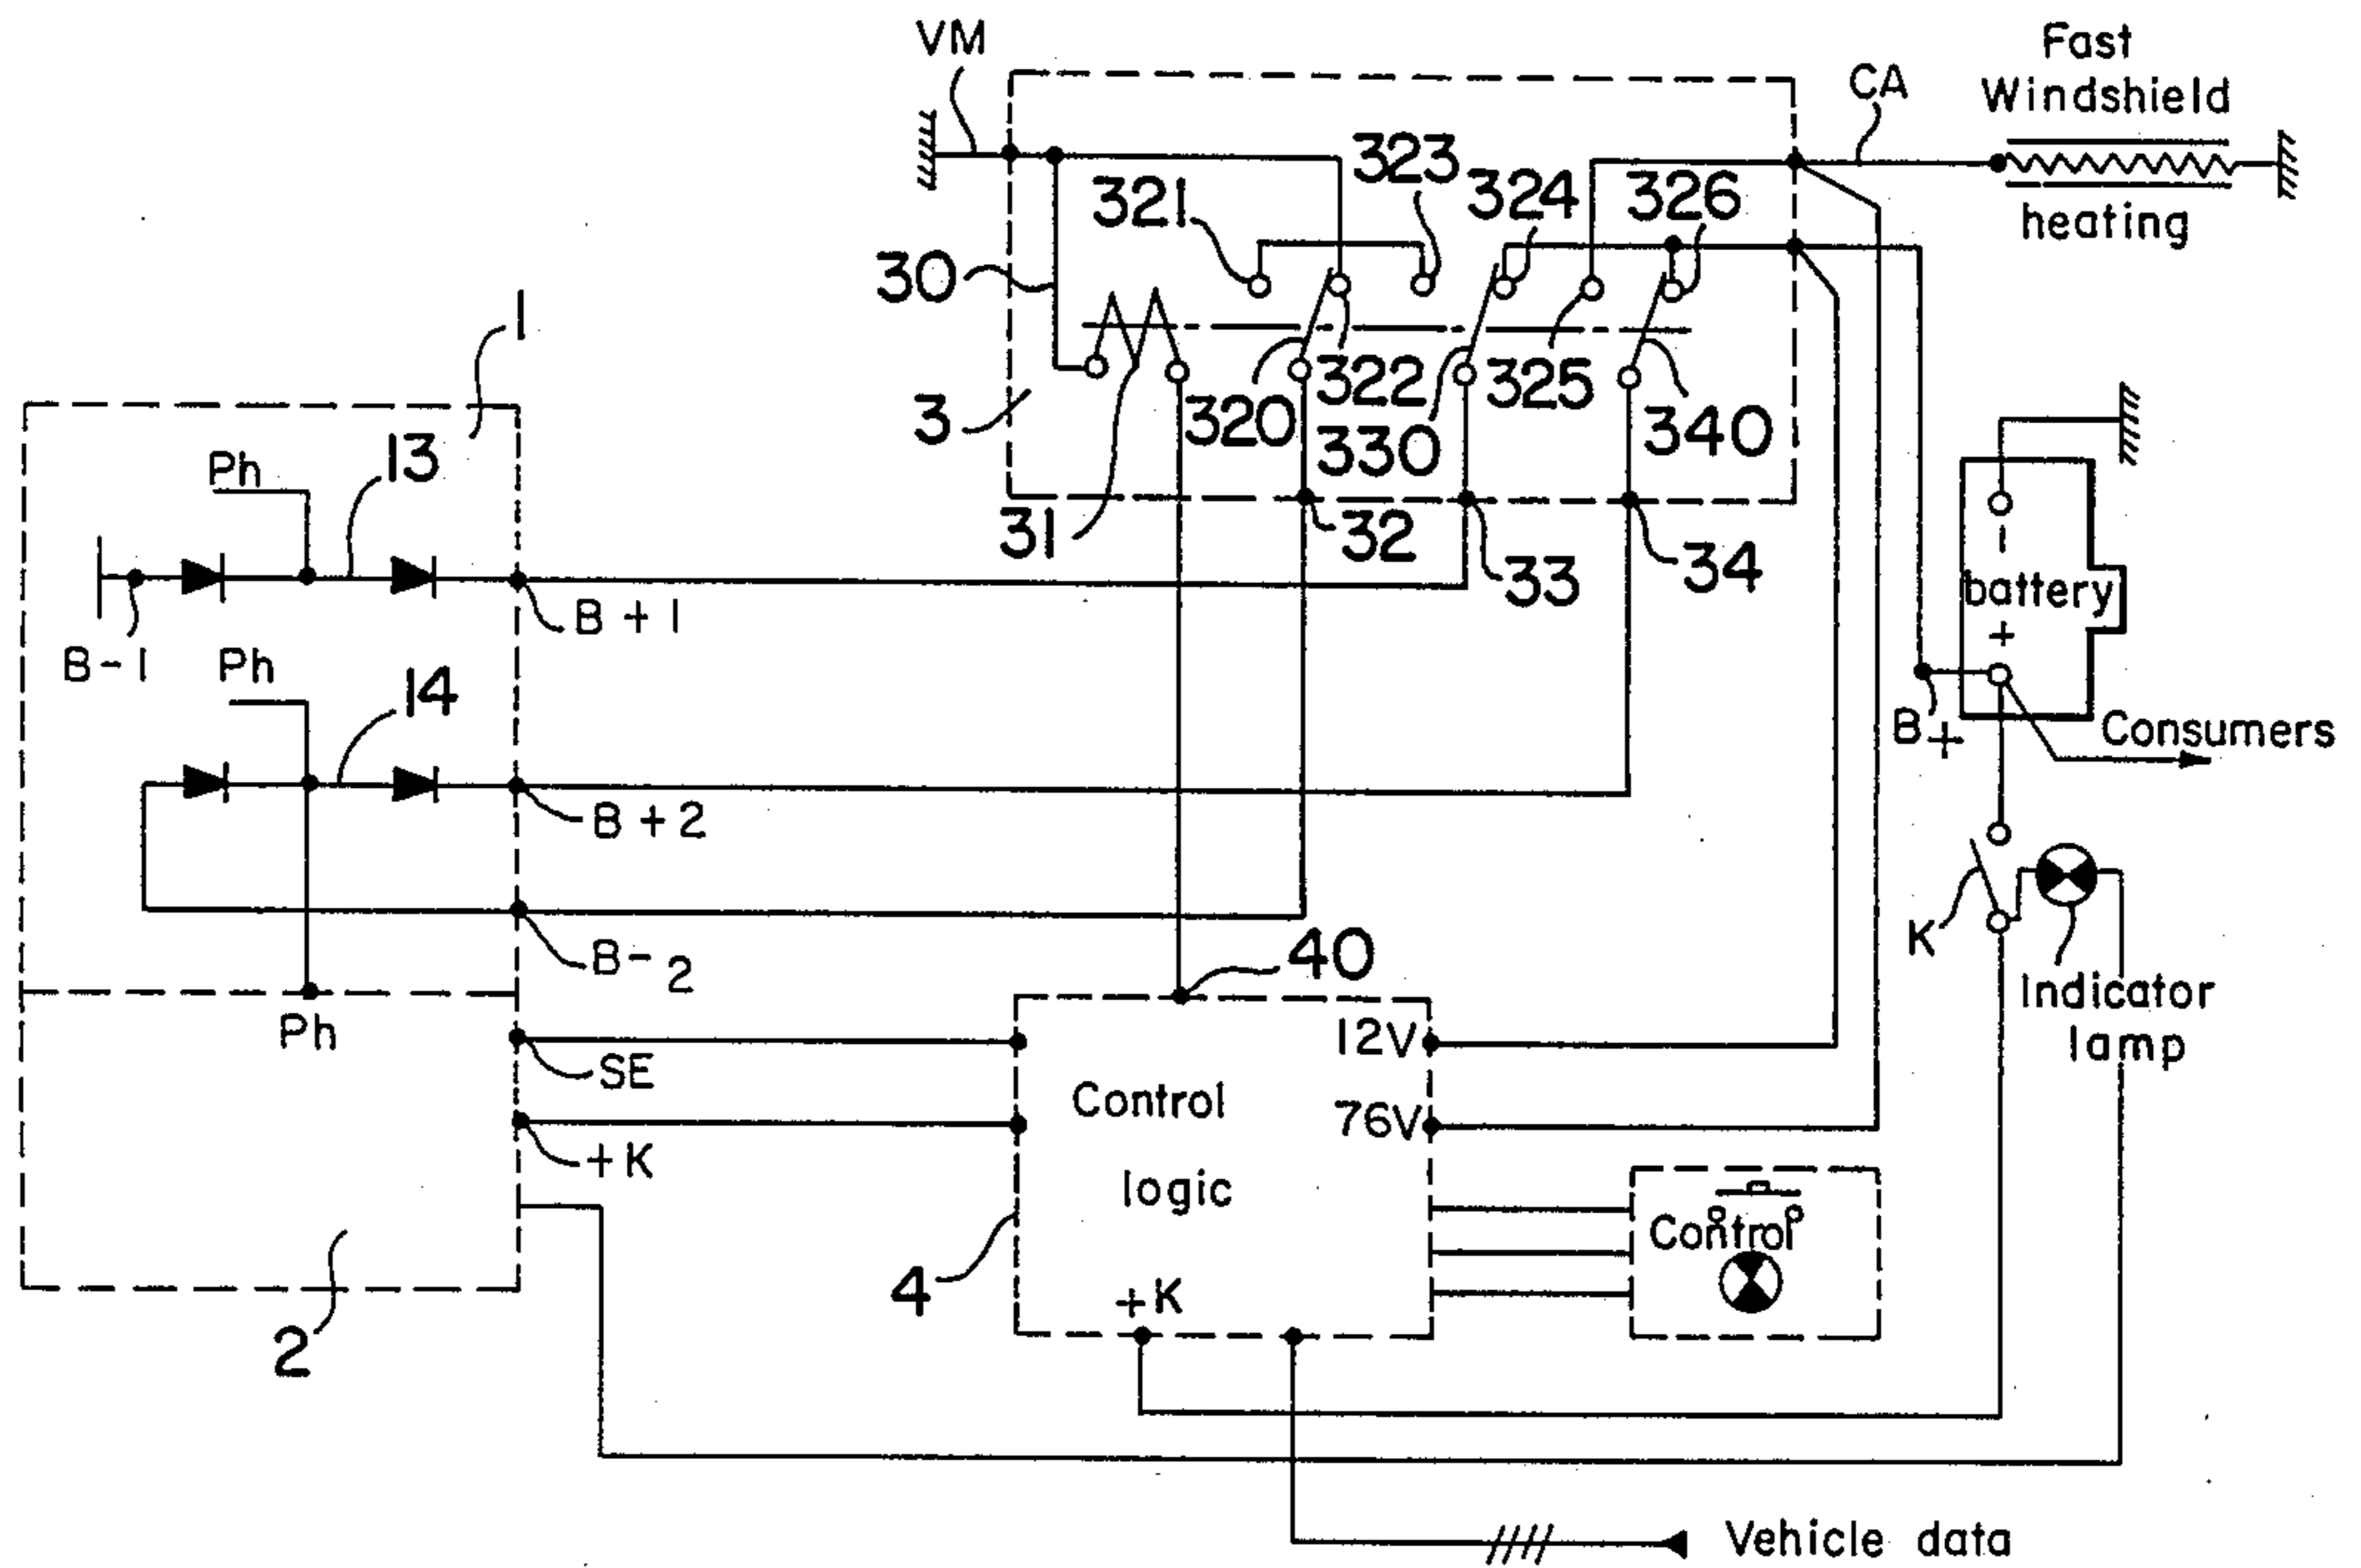 VM
Fast
Windshield
heating
CA
321
323
324
326
30
3
31
320
322
330
325
340
32
33
34
1
Ph
13
B-1
B+1
Ph
14
B+2
B-2
Ph
SE
+K
2
40
12V
76V
Control
logic
4
+K
Control
-
battery
+
B+
Consumers
K
Indicator
lamp
Vehicle data